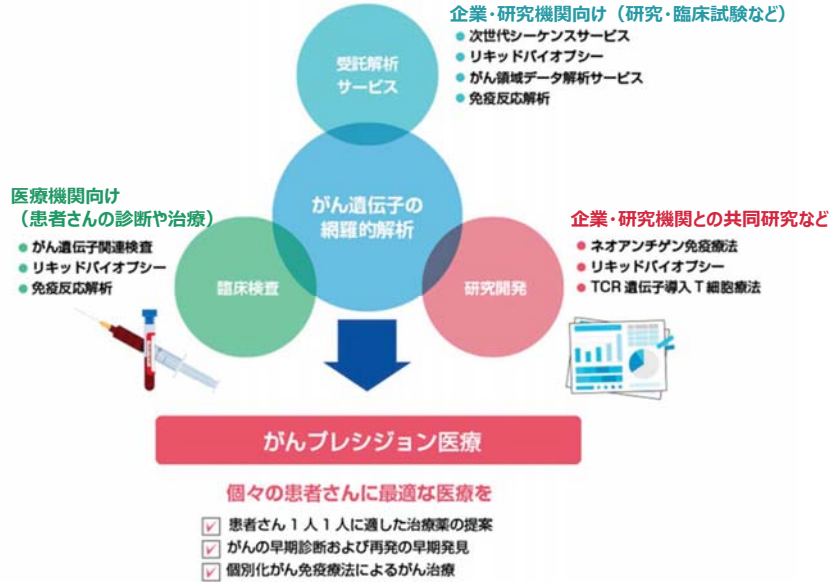 企業・研究機関向け（研究・臨床試験など）
● 次世代シーケンスサービス
● リキッドバイオプシー
● がん領域データ解析サービス
● 免疫反応解析
受託解析
サービス
がん遺伝子の
網羅的解析
医療機関向け
（患者さんの診断や治療）
● がん遺伝子関連検査
● リキッドバイオプシー
● 免疫反応解析
臨床検査
研究開発
企業・研究機関との共同研究など
● ネオアンチゲン免疫療法
● リキッドバイオプシー
● TCR 遺伝子導入 T 細胞療法
がんプレシジョン医療
個々の患者さんに最適な医療を
患者さん 1 人 1 人に適した治療薬の提案
がんの早期診断および再発の早期発見
個別化がん免疫療法によるがん治療